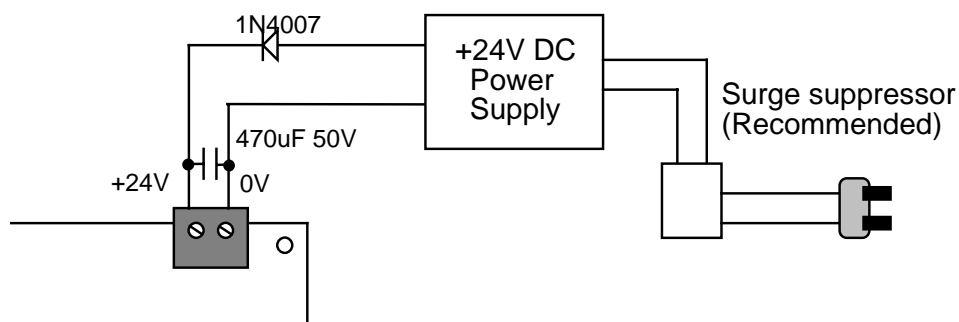 1N4007
+24V DC
Power
Supply
Surge suppressor
(Recommended)
470uF 50V
+24V
0V